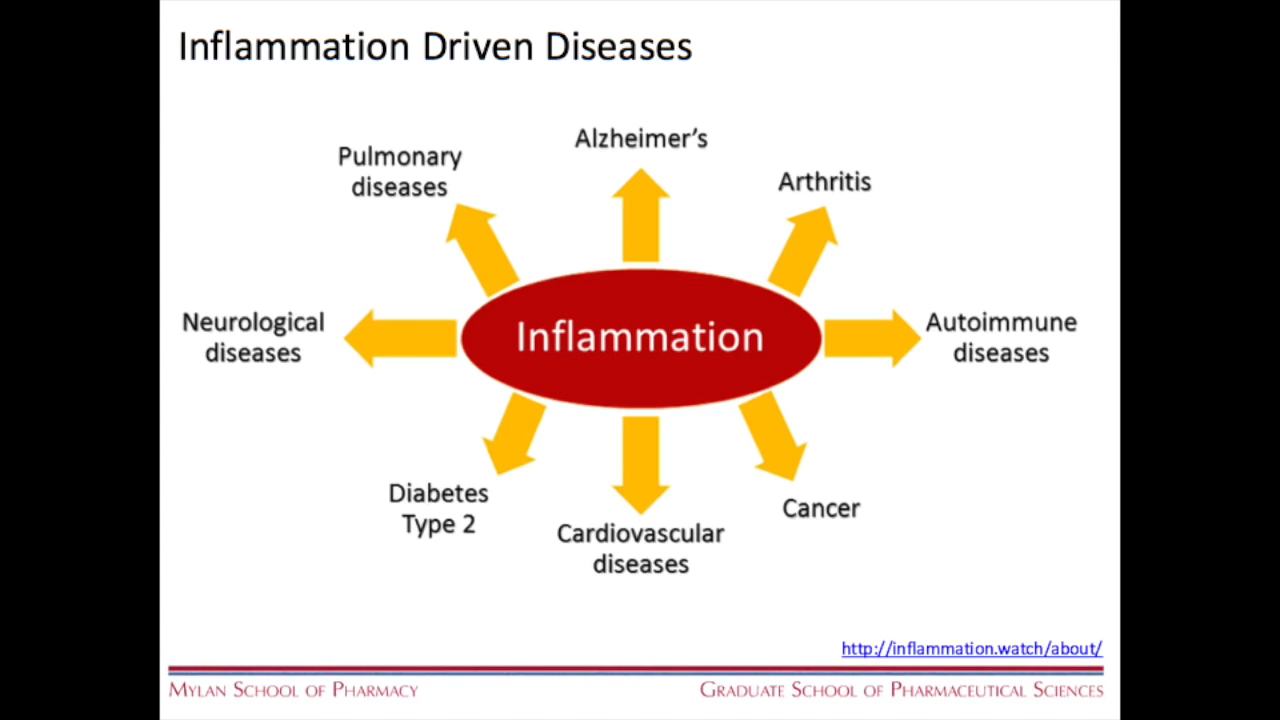 Inflammation Driven Diseases
Alzheimer’s
Pulmonary
diseases
Arthritis
Neurological
diseases
Inflammation
Autoimmune
diseases
Diabetes
Type 2
Cardiovascular
diseases
Cancer
http://inflammation.watch/about/
MYLAN SCHOOL OF PHARMACY
GRADUATE SCHOOL OF PHARMACEUTICAL SCIENCES